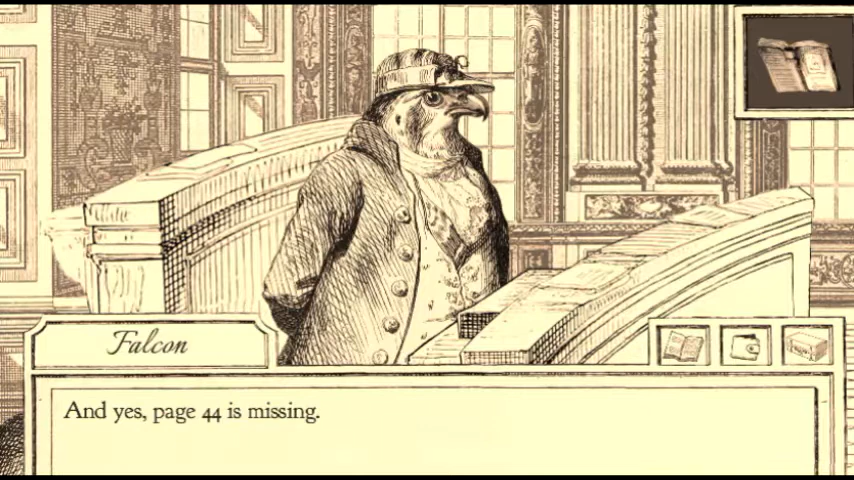 Falcon
And yes, page 44 is missing.